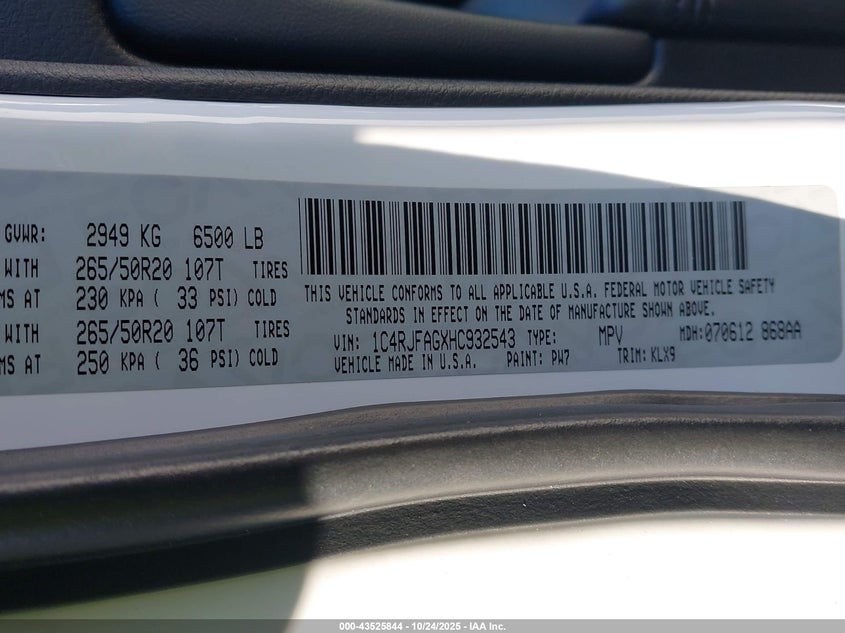 GVWR: 2949 KG 6500 LB
WITH 265/50R20 107T TIRES
MS AT 230 KPA ( 33 PSI) COLD
WITH 265/50R20 107T TIRES
MS AT 250 KPA ( 36 PSI) COLD
THIS VEHICLE CONFORMS TO ALL APPLICABLE U.S.A. FEDERAL MOTOR VEHICLE SAFETY
STANDARDS IN EFFECT ON THE DATE OF MANUFACTURE SHOWN ABOVE.
VIN: 1C4RJFAGXHC932543 TYPE: MPV MDH:070612 868AA
VEHICLE MADE IN U.S.A. PAINT: PW7 TRIM: KLX9
000-43525844 - 10/24/2025 - IAA Inc.